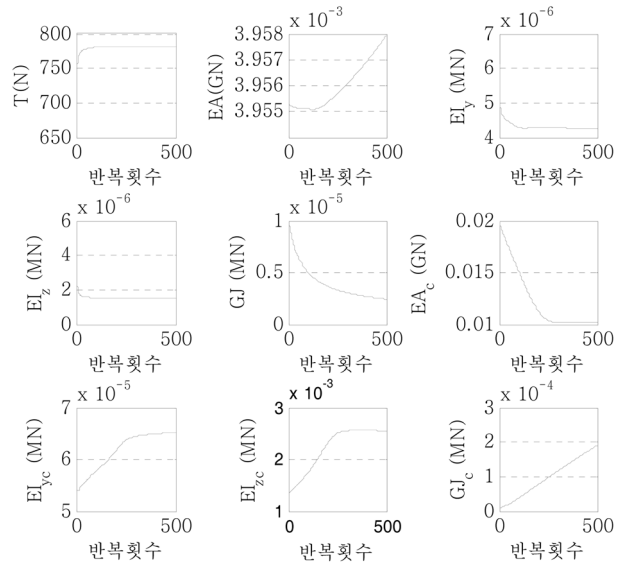 x 10⁻³
x 10⁻⁶
800
750
700
650
T(N)
0
500
반복횟수
3.958
3.957
3.956
3.955
EA(GN)
0
500
반복횟수
7
6
5
4
EI_y (MN)
0
500
반복횟수
x 10⁻⁶
x 10⁻⁵
6
4
2
0
EI_z (MN)
0
500
반복횟수
1
0.5
0
GJ (MN)
0
500
반복횟수
0.02
0.015
0.01
EA_c (GN)
0
500
반복횟수
x 10⁻⁵
x 10⁻³
x 10⁻⁴
7
6
5
EI_yc (MN)
0
500
반복횟수
3
2
1
EI_zc (MN)
0
500
반복횟수
3
2
1
0
GJ_c (MN)
0
500
반복횟수